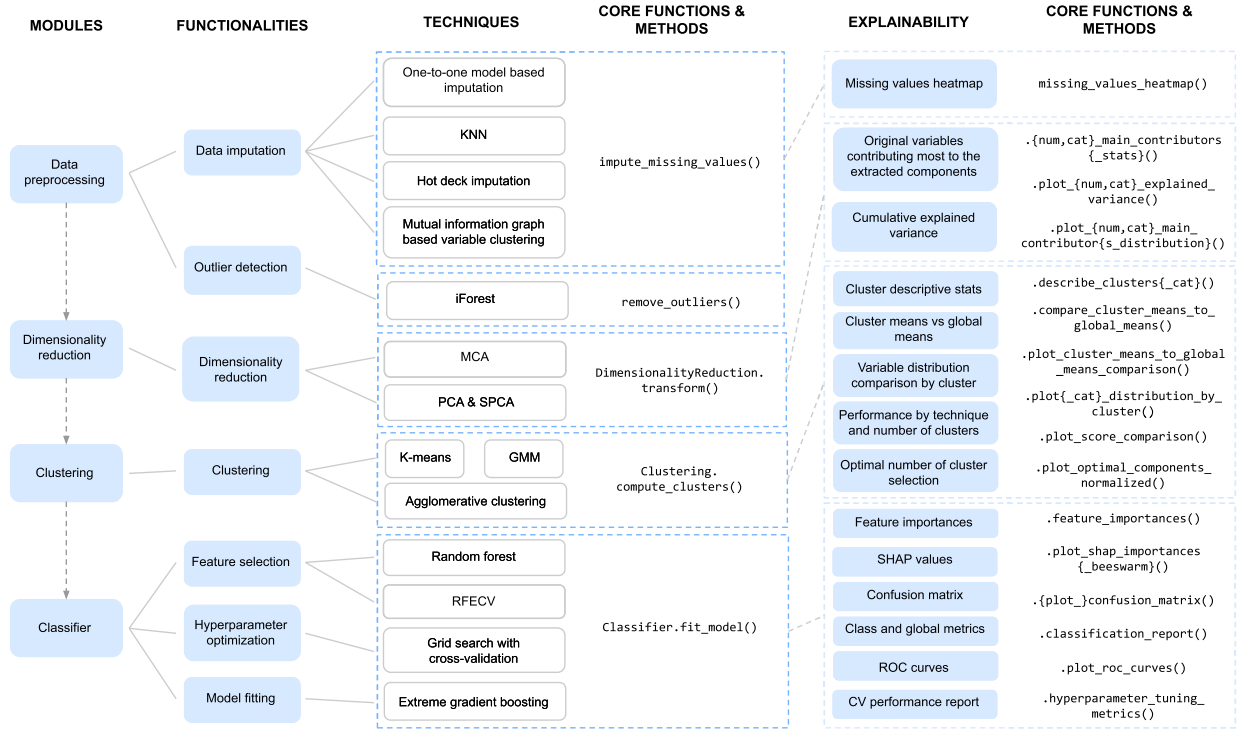 MODULES
FUNCTIONALITIES
TECHNIQUES
CORE FUNCTIONS &
METHODS
EXPLAINABILITY
CORE FUNCTIONS &
METHODS
Data
preprocessing
Dimensionality
reduction
Clustering
Classifier
Data imputation
Outlier detection
Dimensionality
reduction
Clustering
Feature selection
Hyperparameter
optimization
Model fitting
One-to-one model based
imputation
KNN
Hot deck imputation
Mutual information graph
based variable clustering
impute_missing_values()
iForest
remove_outliers()
MCA
PCA & SPCA
DimensionalityReduction.
transform()
K-means
GMM
Agglomerative clustering
Clustering.
compute_clusters()
Random forest
RFECV
Grid search with
cross-validation
Extreme gradient boosting
Classifier.fit_model()
Missing values heatmap
missing_values_heatmap()
Original variables
contributing most to the
extracted components
Cumulative explained
variance
.{num,cat}_main_contributors
{_stats}()
.plot_{num,cat}_explained_
variance()
.plot_{num,cat}_main_
contributor{s_distribution}()
Cluster descriptive stats
Cluster means vs global
means
Variable distribution
comparison by cluster
Performance by technique
and number of clusters
Optimal number of cluster
selection
.describe_clusters{_cat}()
.compare_cluster_means_to_
global_means()
.plot_cluster_means_to_global
_means_comparison()
.plot{_cat}_distribution_by_
cluster()
.plot_score_comparison()
.plot_optimal_components_
normalized()
Feature importances
SHAP values
Confusion matrix
Class and global metrics
ROC curves
CV performance report
.feature_importances()
.plot_shap_importances
{_beeswarm}()
.{plot_}confusion_matrix()
.classification_report()
.plot_roc_curves()
.hyperparameter_tuning_
metrics()